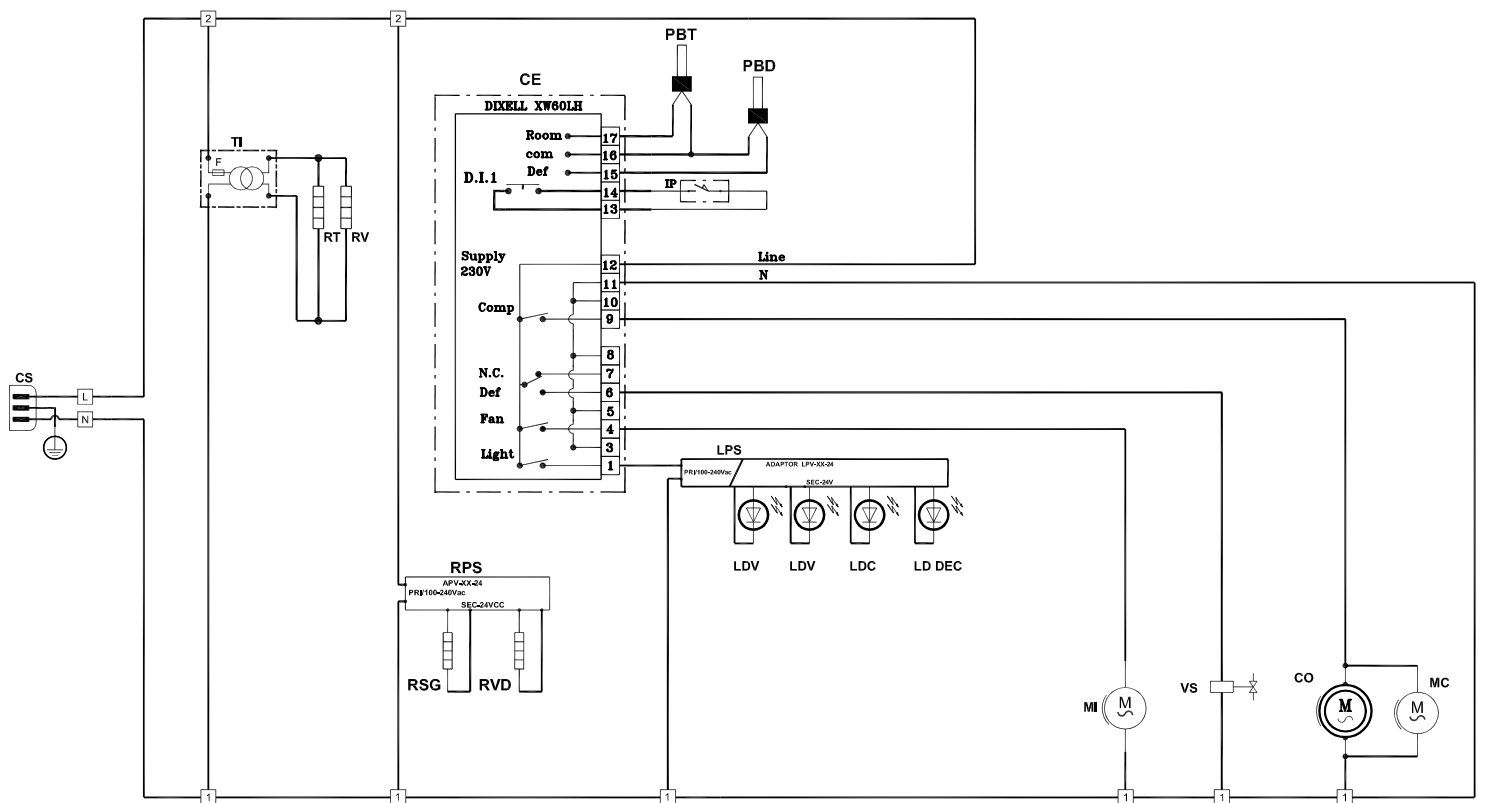 2
2
PBT
PBD
CE
DIXELL XW60LH
Room
17
com
16
Def
15
D.I.1
14
IP
13
TI
F
RT
RV
Supply
230V
12
Line
11
N
10
Comp
9
8
N.C.
7
Def
6
5
Fan
4
3
Light
1
CS
L
N
LPS
PRI/100-240Vac
ADAPTOR LPV-XX-24
SEC-24V
LDV
LDV
LDC
LD DEC
RPS
APV-XX-24
PRI/100-240Vac
SEC-24VCC
RSG
RVD
MI
M
VS
CO
M
MC
M
1
1
1
1
1
1